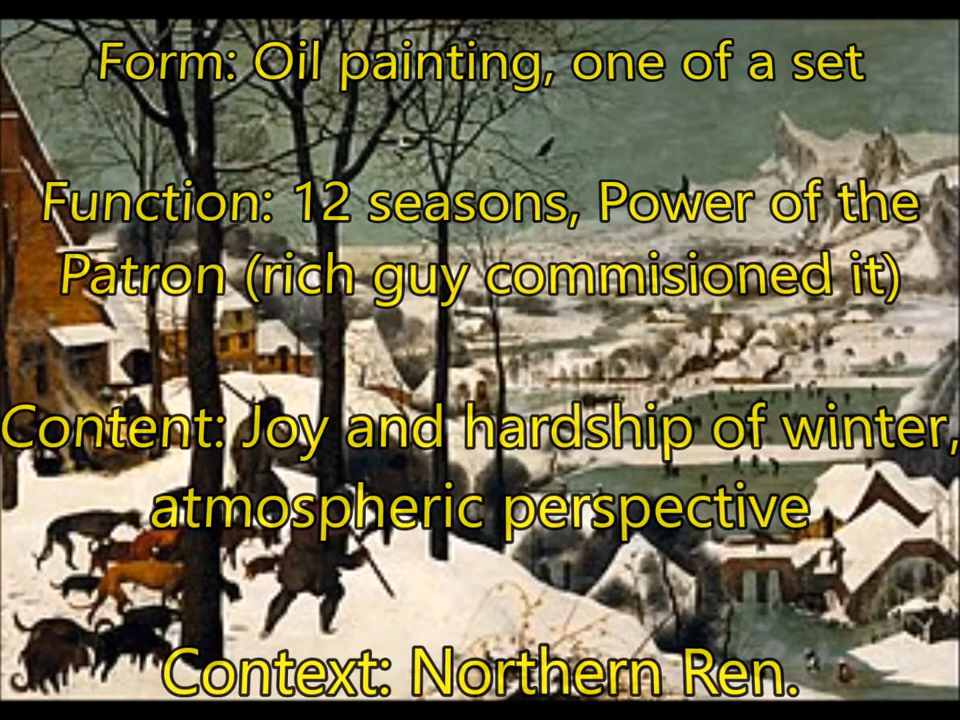 Form: Oil painting, one of a set
Function: 12 seasons, Power of the
Patron (rich guy commisioned it)
Content: Joy and hardship of winter,
atmospheric perspective
Context: Northern Ren.